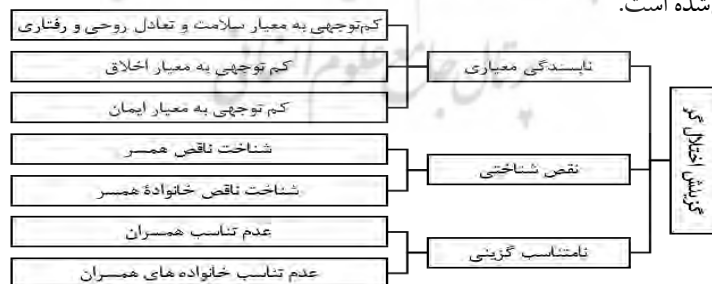 شده است.
گزینش اختلال گر
نابسندگی معیاری
کم‌توجهی به معیار سلامت و تعادل روحی و رفتاری
کم توجهی به معیار اخلاق
کم توجهی به معیار ایمان
نقص شناختی
شناخت ناقص همسر
شناخت ناقص خانوادهٔ همسر
نامتناسب گزینی
عدم تناسب همسران
عدم تناسب خانواده های همسران